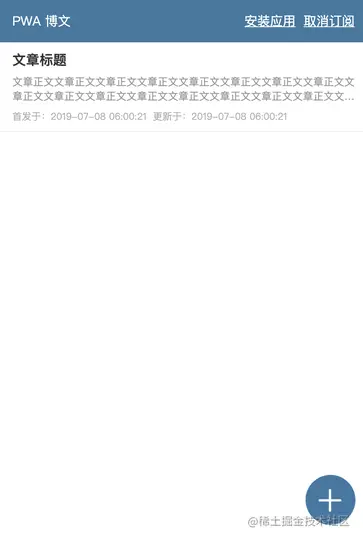 PWA 博文
安装应用 取消订阅
文章标题
文章正文文章正文文章正文文章正文文章正文文章正文文章正文文章正文文
章正文文章正文文章正文文章正文文章正文文章正文文章正文文章正文文...
首发于：2019-07-08 06:00:21 更新于：2019-07-08 06:00:21
@稀土掘金技术社区